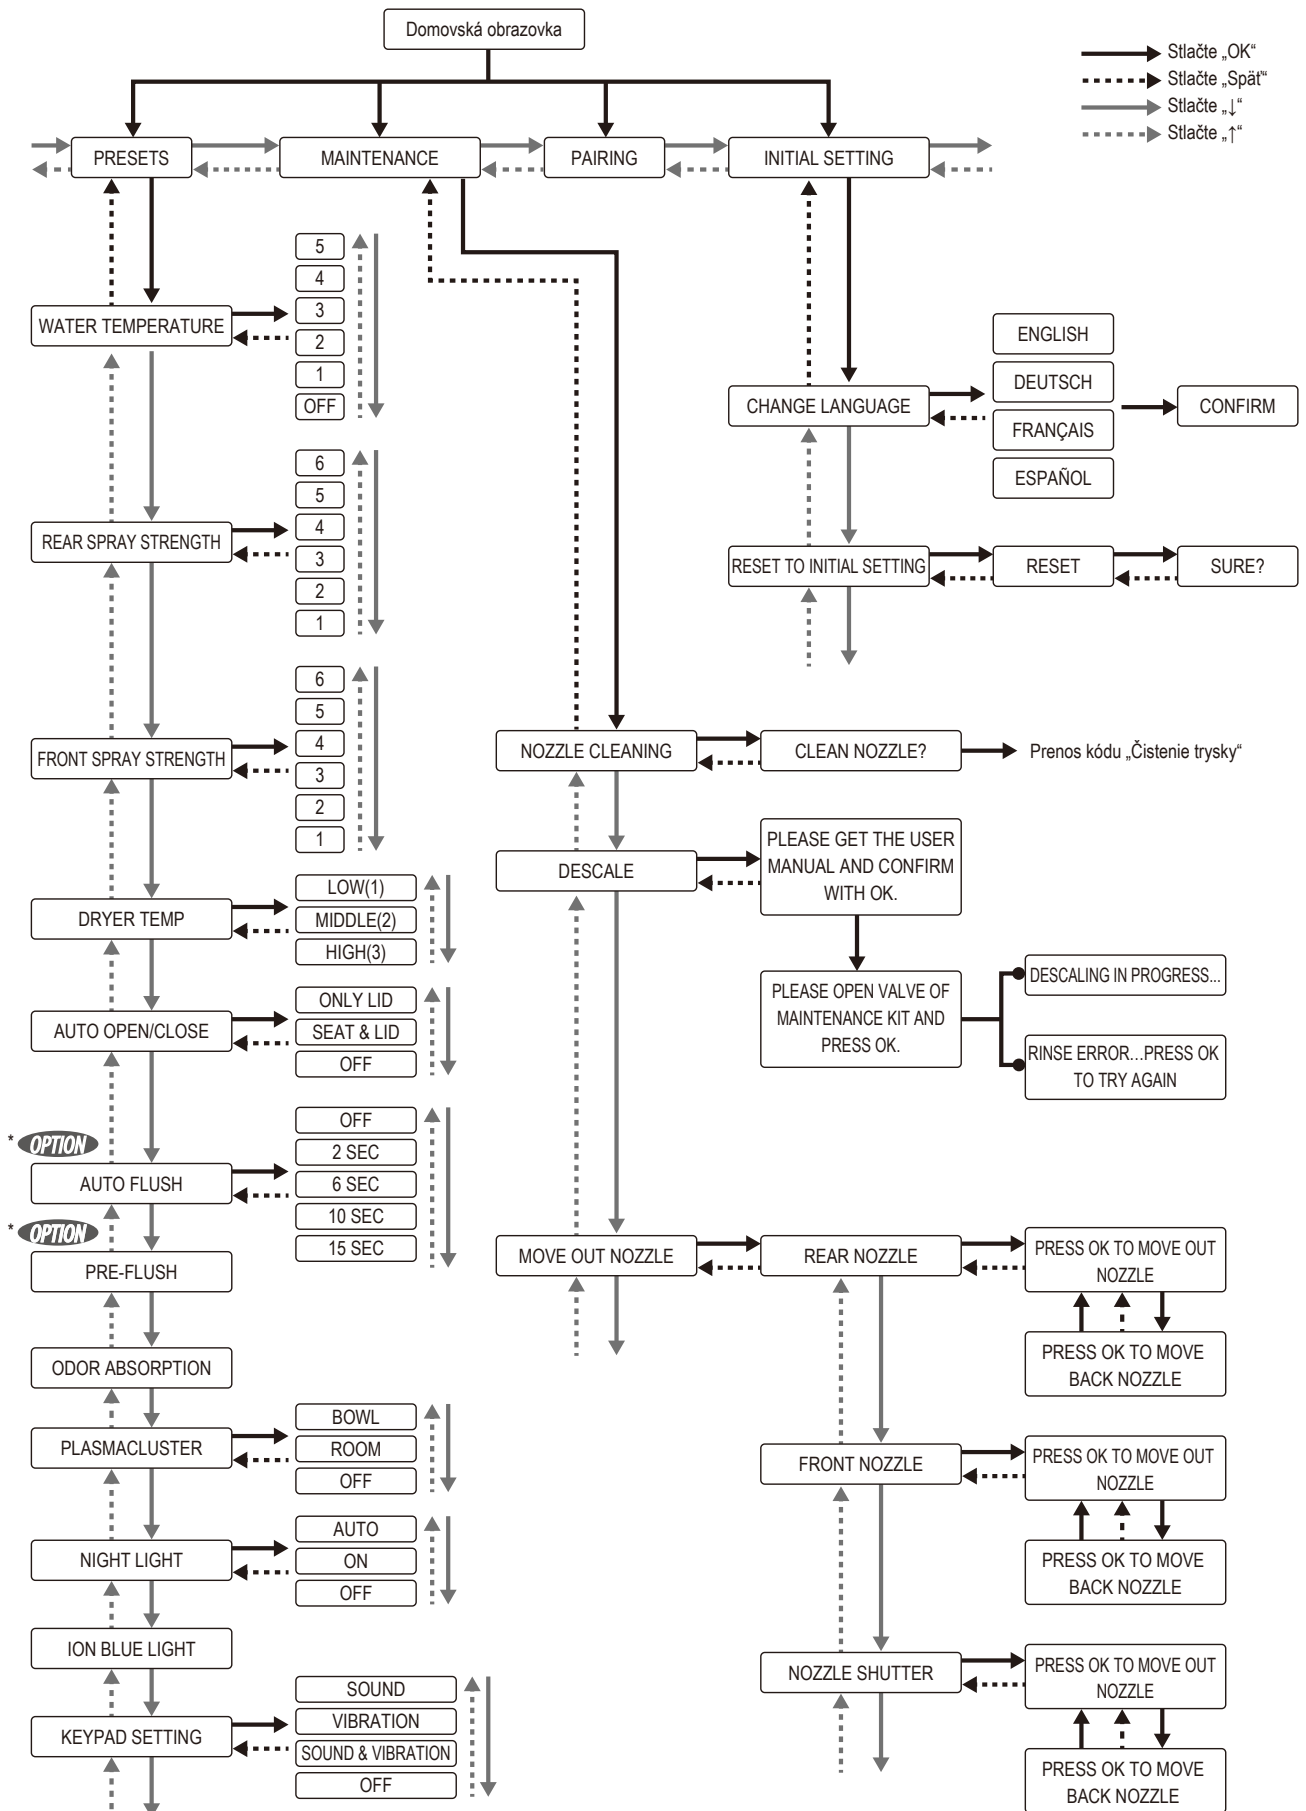 Domovská obrazovka
Stlačte „OK“
Stlačte „Späť“
Stlačte „↓“
Stlačte „↑“
PRESETS
MAINTENANCE
PAIRING
INITIAL SETTING
WATER TEMPERATURE
5
4
3
2
1
OFF
REAR SPRAY STRENGTH
6
5
4
3
2
1
FRONT SPRAY STRENGTH
6
5
4
3
2
1
DRYER TEMP
LOW(1)
MIDDLE(2)
HIGH(3)
AUTO OPEN/CLOSE
ONLY LID
SEAT & LID
OFF
* OPTION
AUTO FLUSH
OFF
2 SEC
6 SEC
10 SEC
15 SEC
* OPTION
PRE-FLUSH
ODOR ABSORPTION
PLASMACLUSTER
BOWL
ROOM
OFF
NIGHT LIGHT
AUTO
ON
OFF
ION BLUE LIGHT
KEYPAD SETTING
SOUND
VIBRATION
SOUND & VIBRATION
OFF
NOZZLE CLEANING
CLEAN NOZZLE?
Prenos kódu „Čistenie trysky“
DESCALE
PLEASE GET THE USER
MANUAL AND CONFIRM
WITH OK.
PLEASE OPEN VALVE OF
MAINTENANCE KIT AND
PRESS OK.
DESCALING IN PROGRESS...
RINSE ERROR...PRESS OK
TO TRY AGAIN
MOVE OUT NOZZLE
REAR NOZZLE
PRESS OK TO MOVE OUT
NOZZLE
PRESS OK TO MOVE
BACK NOZZLE
FRONT NOZZLE
PRESS OK TO MOVE OUT
NOZZLE
PRESS OK TO MOVE
BACK NOZZLE
NOZZLE SHUTTER
PRESS OK TO MOVE OUT
NOZZLE
PRESS OK TO MOVE
BACK NOZZLE
CHANGE LANGUAGE
ENGLISH
DEUTSCH
FRANÇAIS
ESPAÑOL
CONFIRM
RESET TO INITIAL SETTING
RESET
SURE?